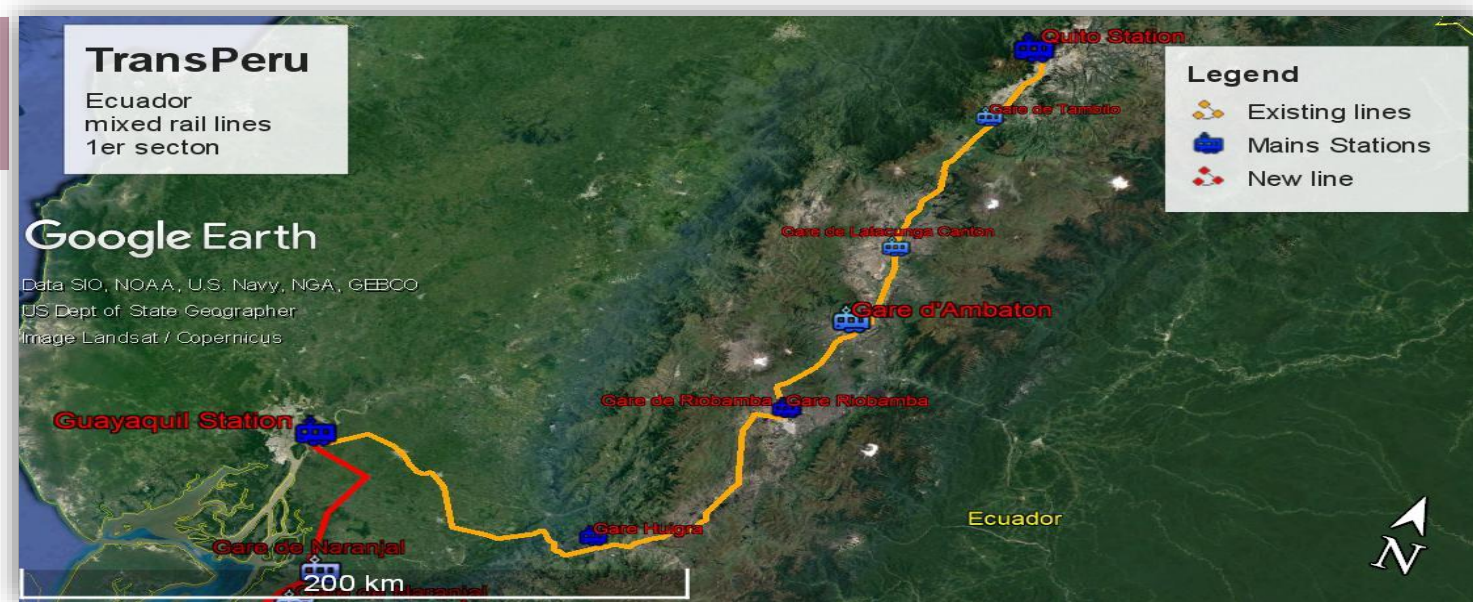 TransPeru
Ecuador
mixed rail lines
1er secton
Quito Station
Legend
Existing lines
Mains Stations
New line
Gare de Tambilo
Google Earth
Gare de Latacunga Canton
Data SIO, NOAA, U.S. Navy, NGA, GEBCO
US Dept of State Geographer
Image Landsat / Copernicus
Gare d'Ambaton
Gare de Riobamba Gare Riobamba
Guayaquil Station
Ecuador
Gare Huigra
Gare de Naranjal
200 km
Naranjal
N